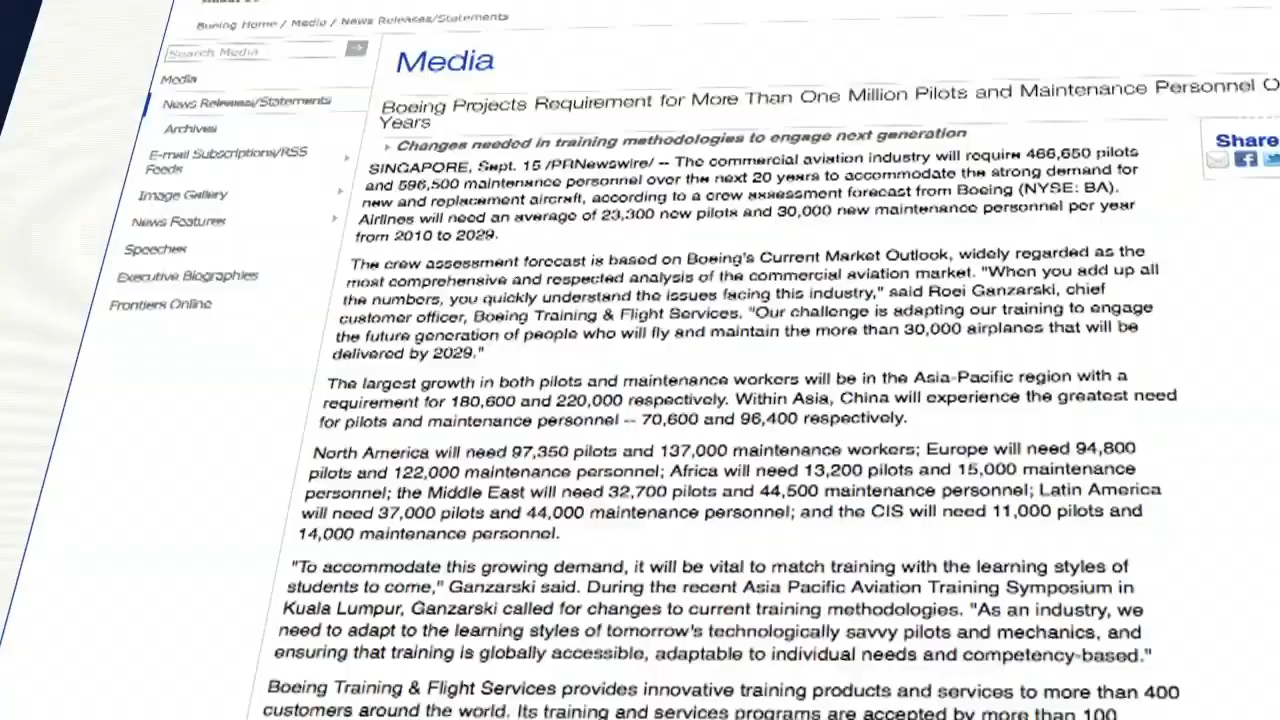 Boeing Home / Media / News Releases/Statements
Search Media
Media
News Releases/Statements
Archives
E-mail Subscriptions/RSS
Feeds
Image Gallery
News Features
Speeches
Executive Biographies
Frontiers Online
Media
Boeing Projects Requirement for More Than One Million Pilots and Maintenance Personnel O
Years
Changes needed in training methodologies to engage next generation
SINGAPORE, Sept. 15 /PRNewswire/ -- The commercial aviation industry will require 466,650 pilots
and 596,500 maintenance personnel over the next 20 years to accommodate the strong demand for
new and replacement aircraft, according to a crew assessment forecast from Boeing (NYSE: BA).
Airlines will need an average of 23,300 new pilots and 30,000 new maintenance personnel per year
from 2010 to 2029.
The crew assessment forecast is based on Boeing's Current Market Outlook, widely regarded as the
most comprehensive and respected analysis of the commercial aviation market. "When you add up all
the numbers, you quickly understand the issues facing this industry," said Roei Ganzarski, chief
customer officer, Boeing Training & Flight Services. "Our challenge is adapting our training to engage
the future generation of people who will fly and maintain the more than 30,000 airplanes that will be
delivered by 2029."
The largest growth in both pilots and maintenance workers will be in the Asia-Pacific region with a
requirement for 180,600 and 220,000 respectively. Within Asia, China will experience the greatest need
for pilots and maintenance personnel -- 70,600 and 96,400 respectively.
North America will need 97,350 pilots and 137,000 maintenance workers; Europe will need 94,800
pilots and 122,000 maintenance personnel; Africa will need 13,200 pilots and 15,000 maintenance
personnel; the Middle East will need 32,700 pilots and 44,500 maintenance personnel; Latin America
will need 37,000 pilots and 44,000 maintenance personnel; and the CIS will need 11,000 pilots and
14,000 maintenance personnel.
"To accommodate this growing demand, it will be vital to match training with the learning styles of
students to come," Ganzarski said. During the recent Asia Pacific Aviation Training Symposium in
Kuala Lumpur, Ganzarski called for changes to current training methodologies. "As an industry, we
need to adapt to the learning styles of tomorrow's technologically savvy pilots and mechanics, and
ensuring that training is globally accessible, adaptable to individual needs and competency-based."
Boeing Training & Flight Services provides innovative training products and services to more than 400
customers around the world. Its training and services programs are accepted by more than 100
Share